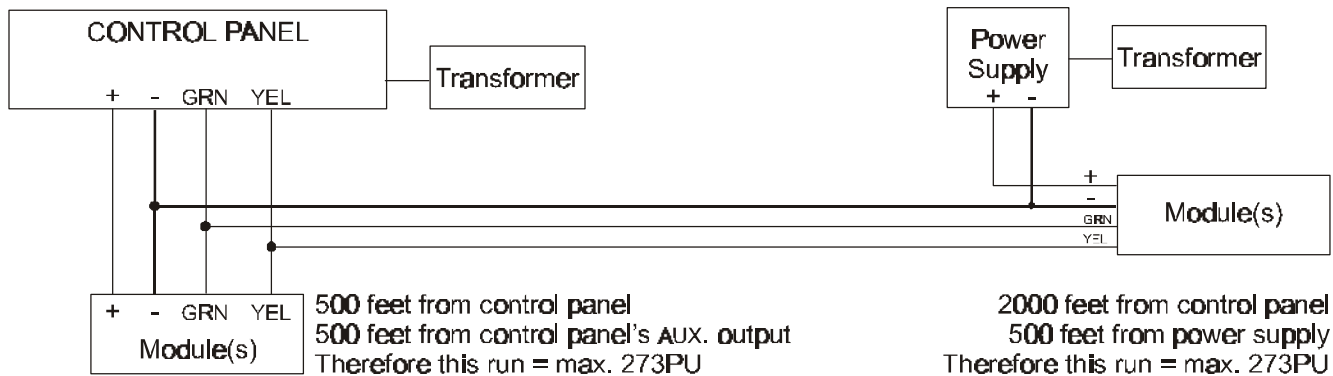 CONTROL PANEL
Transformer
+ - GRN YEL
Power
Supply
+ -
Transformer
+
-
GRN
YEL
Module(s)
+ - GRN YEL
Module(s)
500 feet from control panel
500 feet from control panel's AUX. output
Therefore this run = max. 273PU
2000 feet from control panel
500 feet from power supply
Therefore this run = max. 273PU